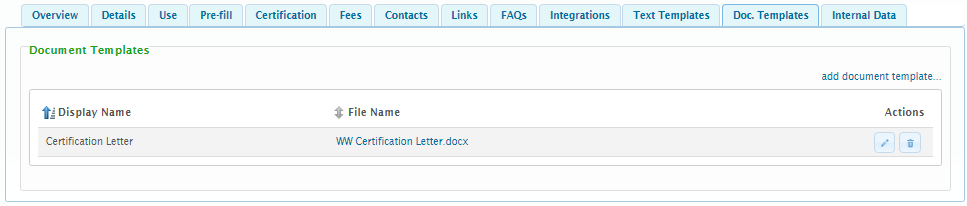 Overview Details Use Pre-fill Certification Fees Contacts Links FAQs Integrations Text Templates Doc. Templates Internal Data
Document Templates
add document template...
Display Name File Name Actions
Certification Letter WW Certification Letter.docx